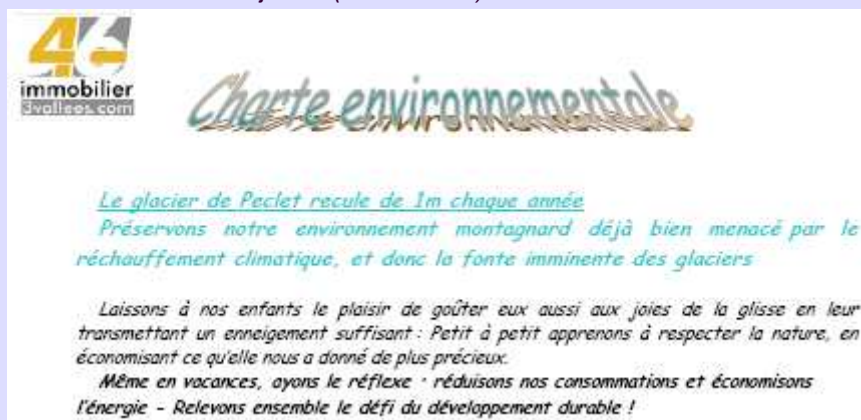 46
immobilier
3vallees.com
Charte environnementale
Le glacier de Peclet recule de 1m chaque année
Préservons notre environnement montagnard déjà bien menacé par le
réchauffement climatique, et donc la fonte imminente des glaciers
Laissons à nos enfants le plaisir de goûter eux aussi aux joies de la glisse en leur
transmettant un enneigement suffisant : Petit à petit apprenons à respecter la nature, en
économisant ce qu'elle nous a donné de plus précieux.
Même en vacances, ayons le réflexe : réduisons nos consommations et économisons
l'énergie – Relevons ensemble le défi du développement durable !